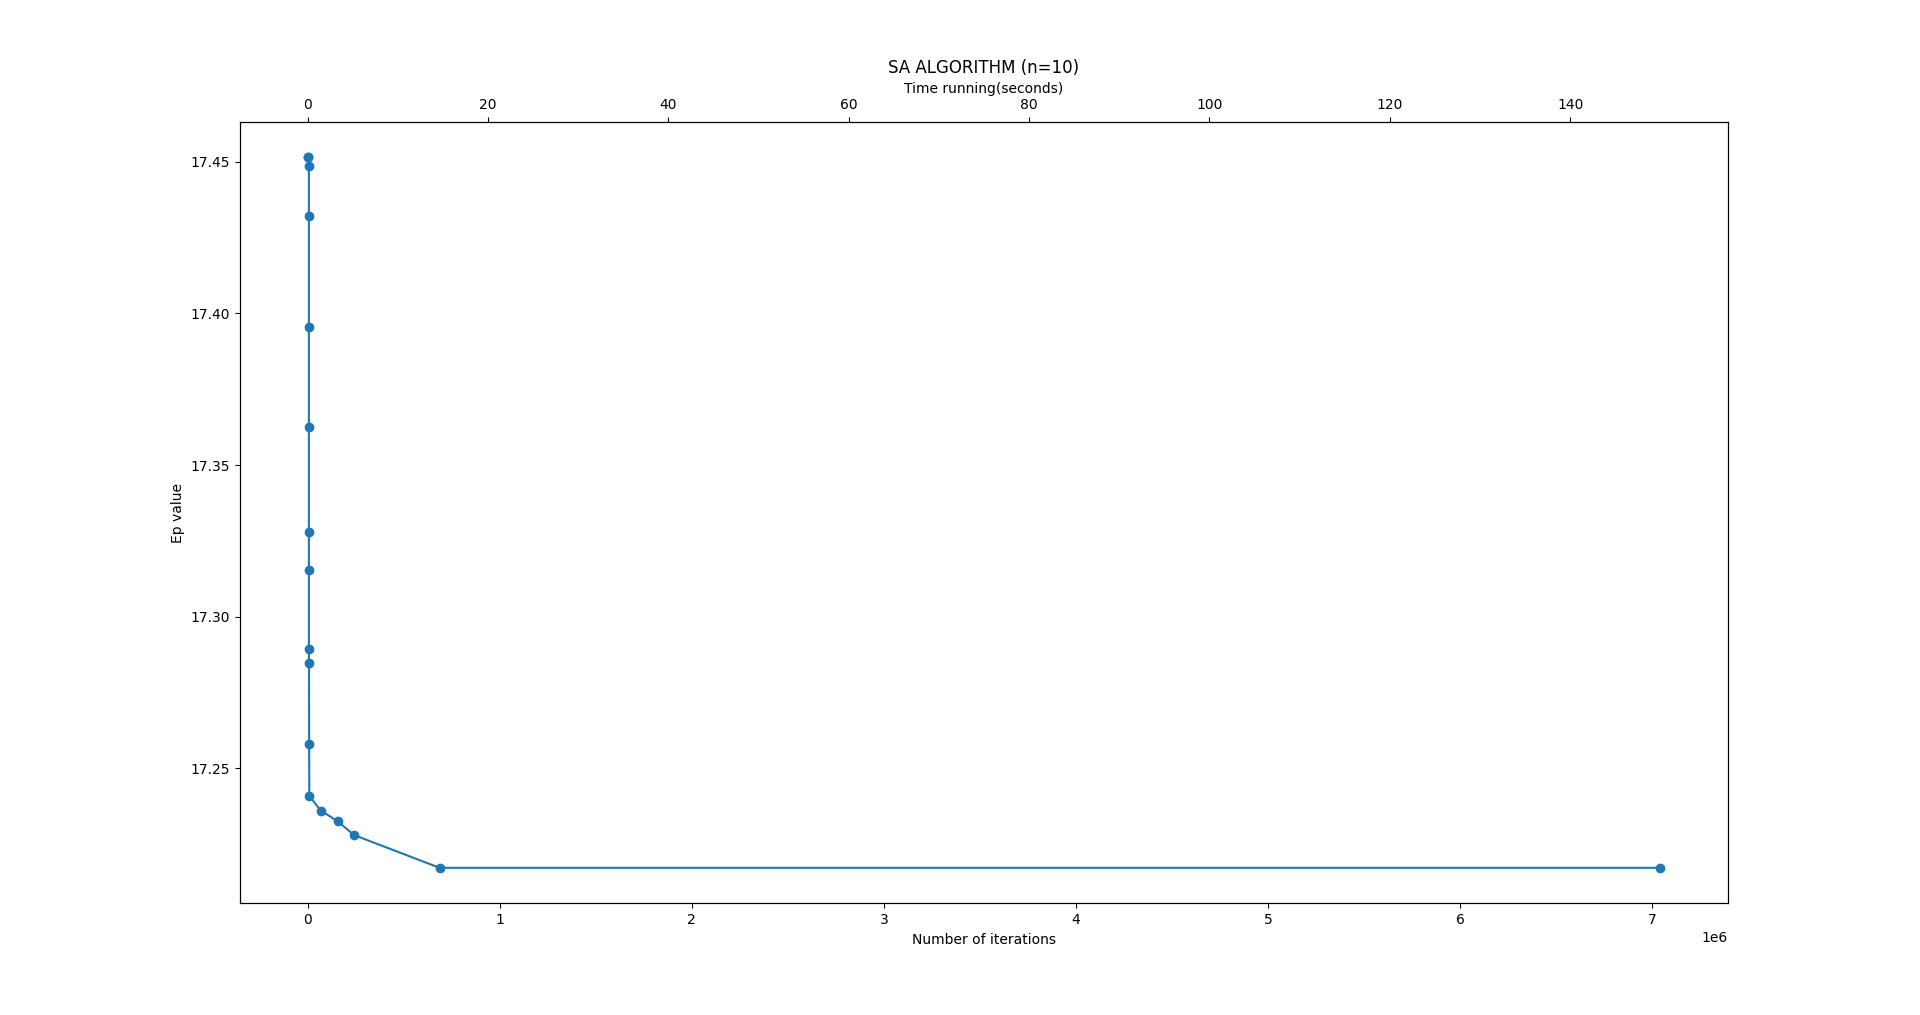 SA ALGORITHM (n=10)
Time running(seconds)
0 20 40 60 80 100 120 140
17.45
17.40
17.35
17.30
17.25
Ep value
0 1 2 3 4 5 6 7
1e6
Number of iterations